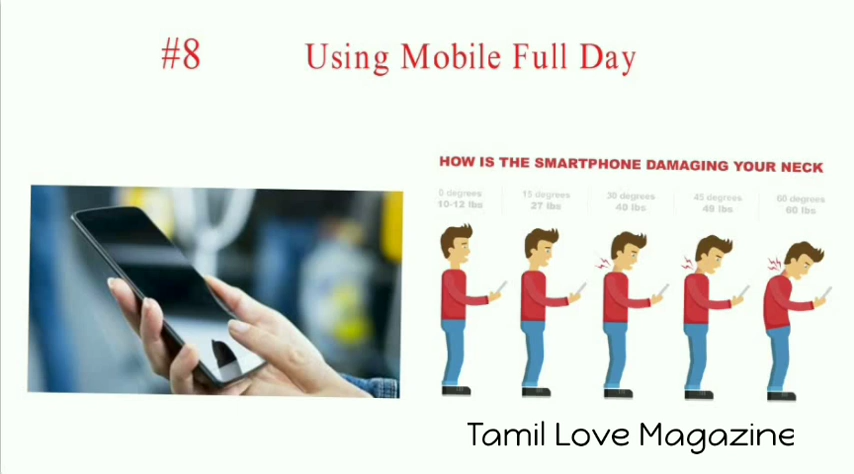 #8 Using Mobile Full Day
HOW IS THE SMARTPHONE DAMAGING YOUR NECK
0 degrees 15 degrees 30 degrees 45 degrees 60 degrees
10-12 lbs 27 lbs 40 lbs 49 lbs 60 lbs
Tamil Love Magazine